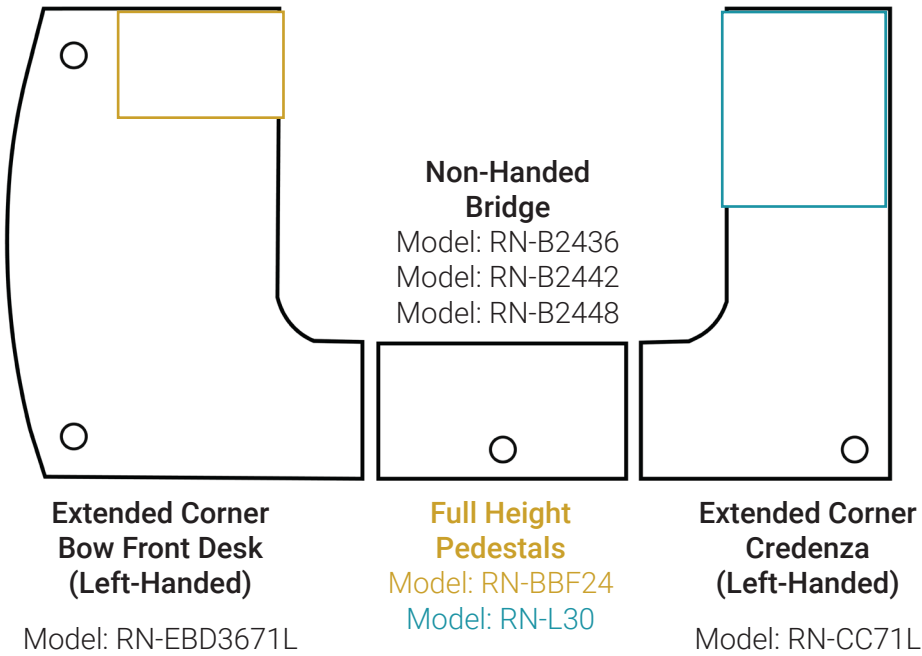 Non-Handed
Bridge
Model: RN-B2436
Model: RN-B2442
Model: RN-B2448
Extended Corner
Bow Front Desk
(Left-Handed)
Model: RN-EBD3671L
Full Height
Pedestals
Model: RN-BBF24
Model: RN-L30
Extended Corner
Credenza
(Left-Handed)
Model: RN-CC71L